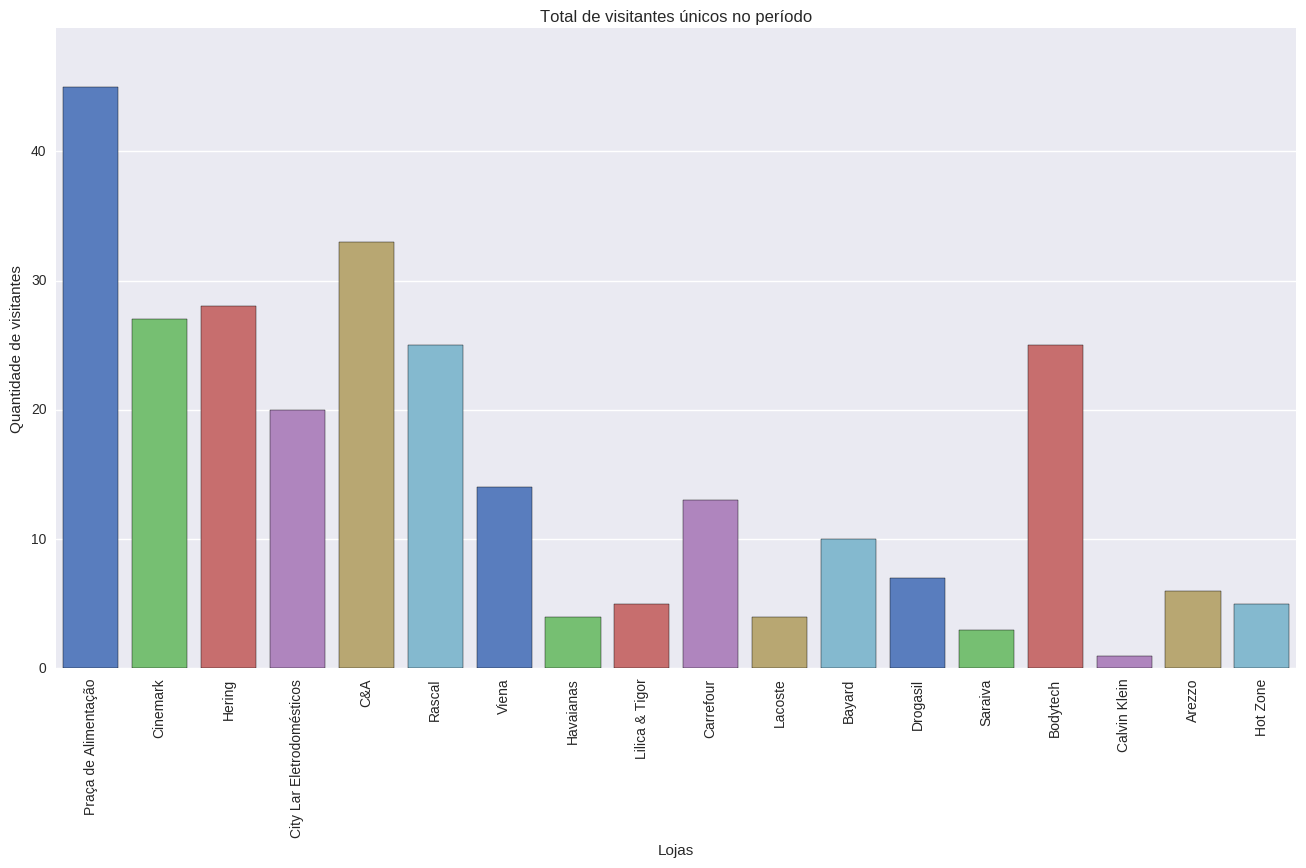 Total de visitantes únicos no período
Quantidade de visitantes
40
30
20
10
0
Praça de Alimentação
Cinemark
Hering
City Lar Eletrodomésticos
C&A
Rascal
Viena
Havaianas
Lilica & Tigor
Carrefour
Lacoste
Bayard
Drogasil
Saraiva
Bodytech
Calvin Klein
Arezzo
Hot Zone
Lojas